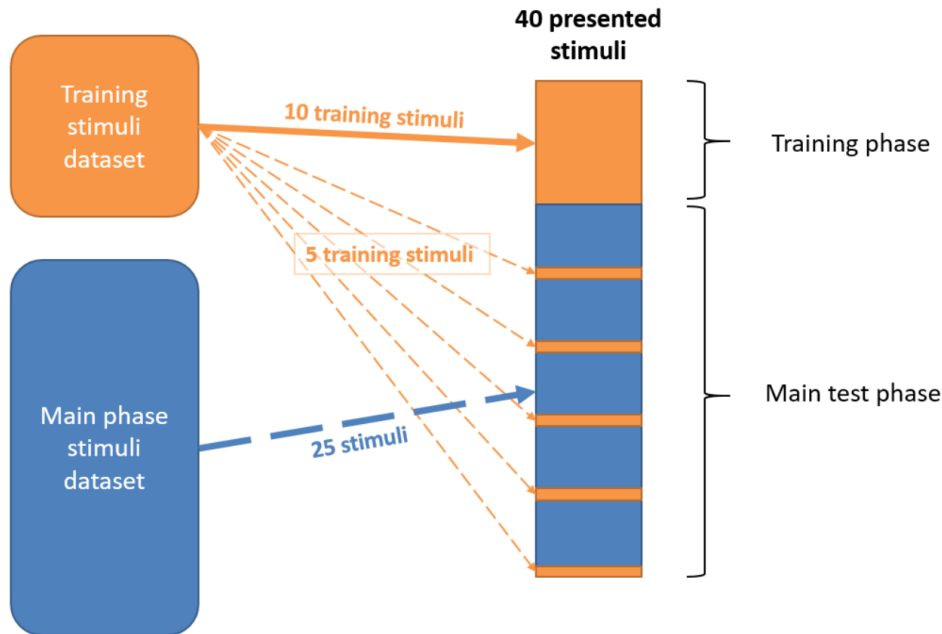 40 presented
stimuli
Training
stimuli
dataset
10 training stimuli
Training phase
5 training stimuli
Main phase
stimuli
dataset
25 stimuli
Main test phase